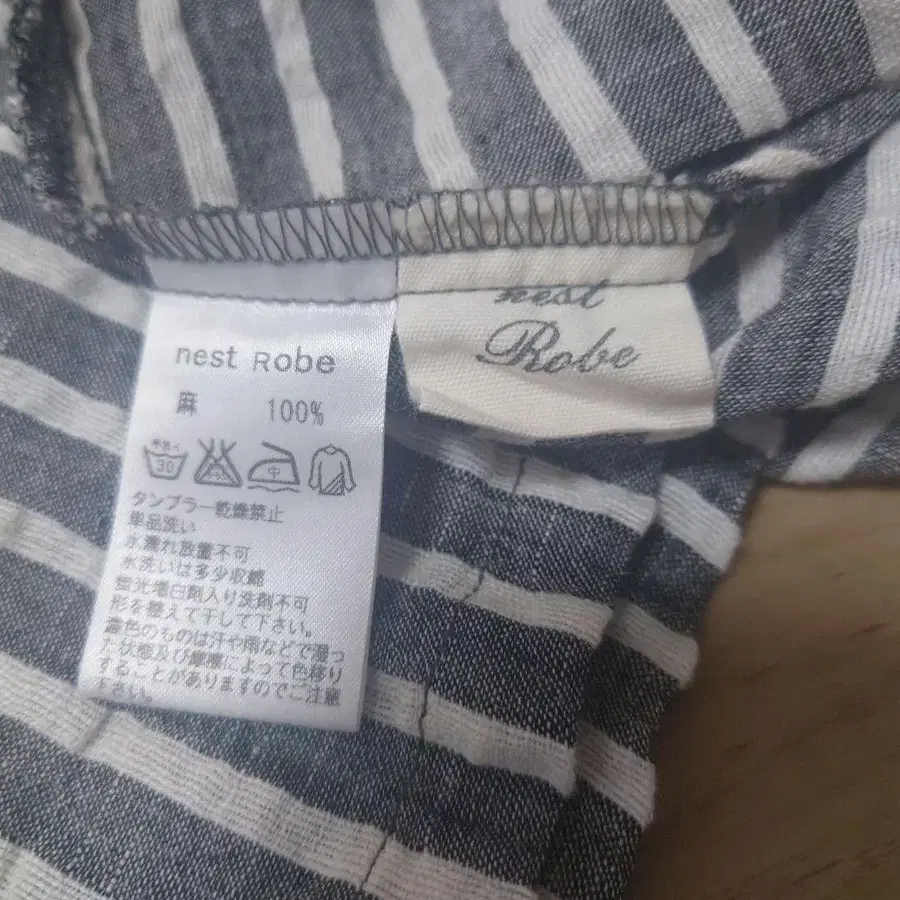 nest Robe
麻 100%
30
中
タンブラー乾燥禁止
単品洗い
水濡れ放置不可
水洗いは多少収縮
蛍光増白剤入り洗剤不可
形を整えて干して下さい。
濃色のものは汗や雨などで湿っ
た状態及び摩擦によって色移り
することがありますのでご注意
下さい。
nest
Robe